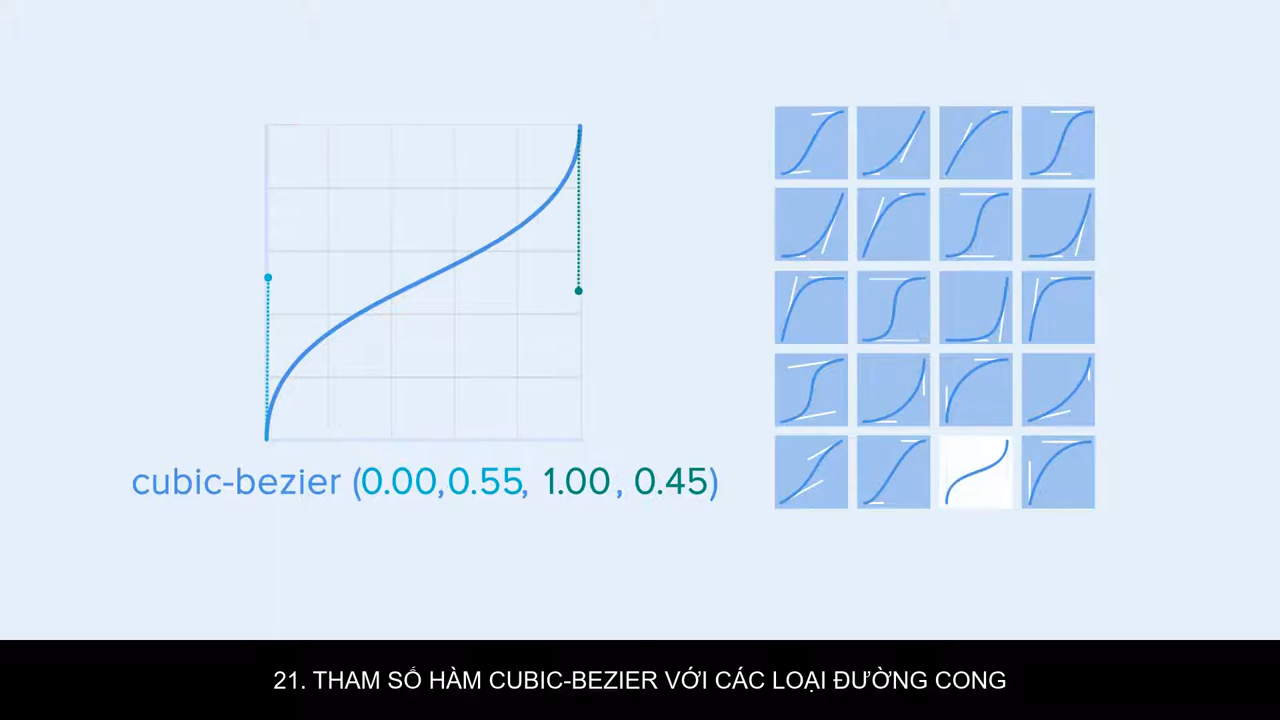 cubic-bezier (0.00,0.55, 1.00, 0.45)
21. THAM SỐ HÀM CUBIC-BEZIER VỚI CÁC LOẠI ĐƯỜNG CONG